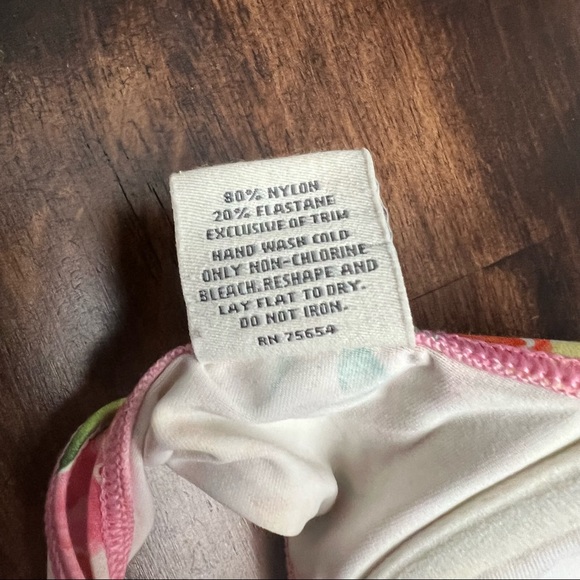 80% NYLON
20% ELASTANE
EXCLUSIVE OF TRIM
HAND WASH COLD
ONLY NON-CHLORINE
BLEACH. RESHAPE AND
LAY FLAT TO DRY.
DO NOT IRON.
RN 75654